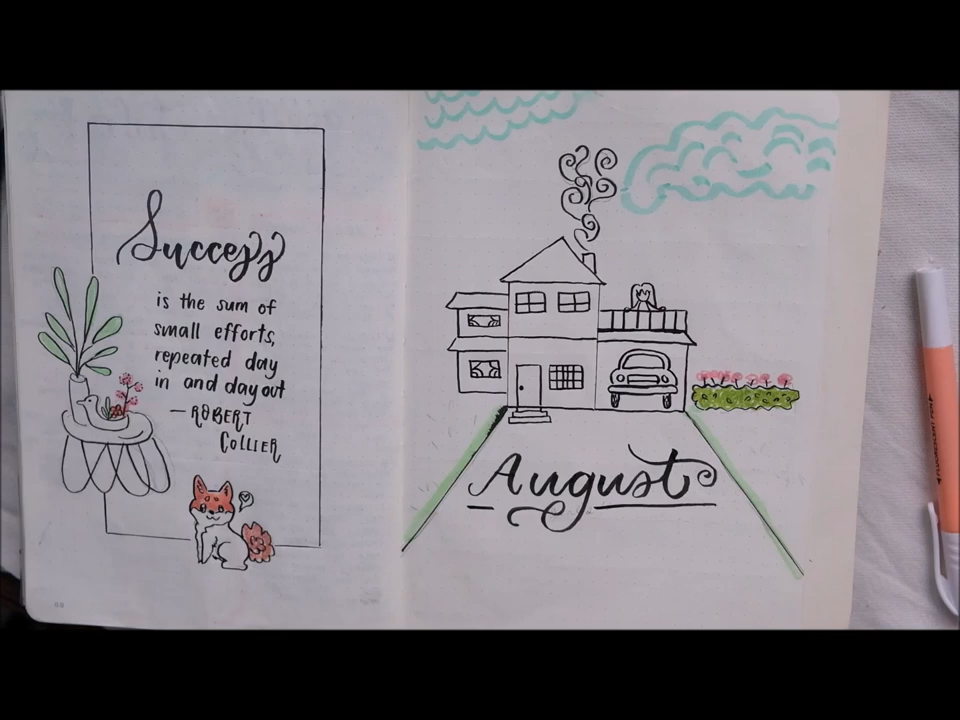 Success
is the sum of
small efforts,
repeated day
in and day out
— ROBERT
COLLIER
August